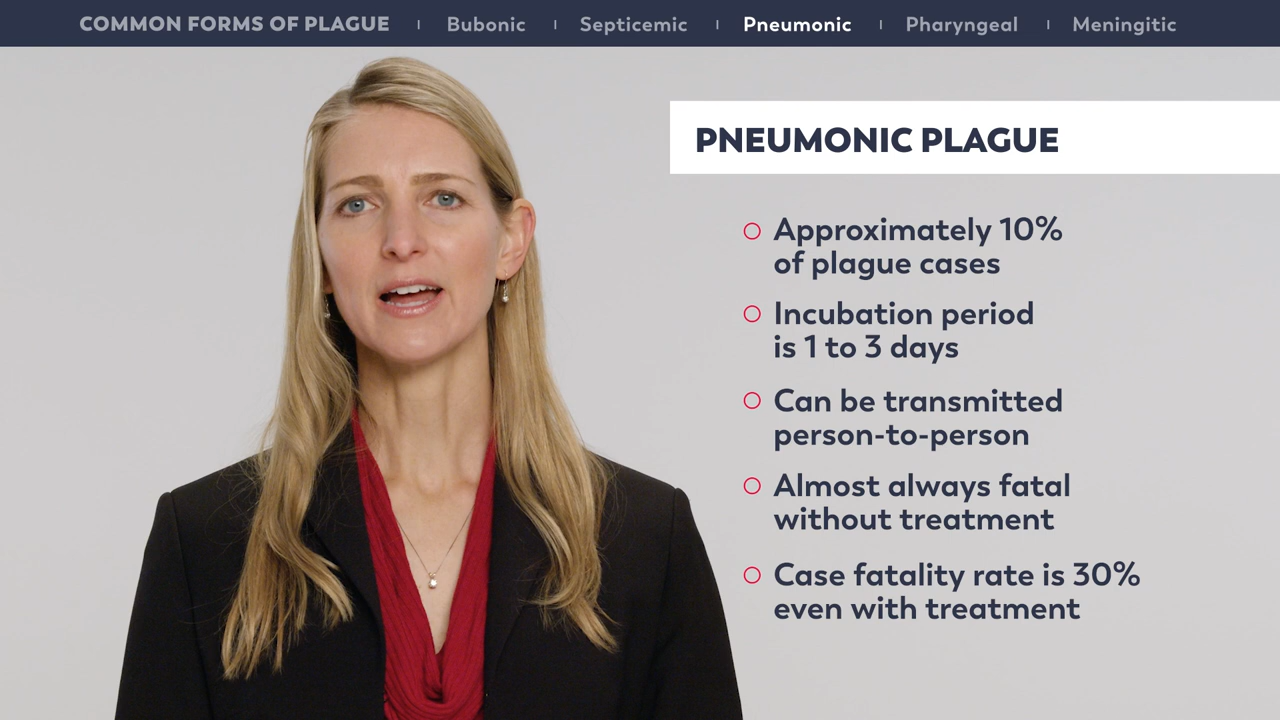 COMMON FORMS OF PLAGUE Bubonic Septicemic Pneumonic Pharyngeal Meningitic
PNEUMONIC PLAGUE
Approximately 10%
of plague cases
Incubation period
is 1 to 3 days
Can be transmitted
person-to-person
Almost always fatal
without treatment
Case fatality rate is 30%
even with treatment